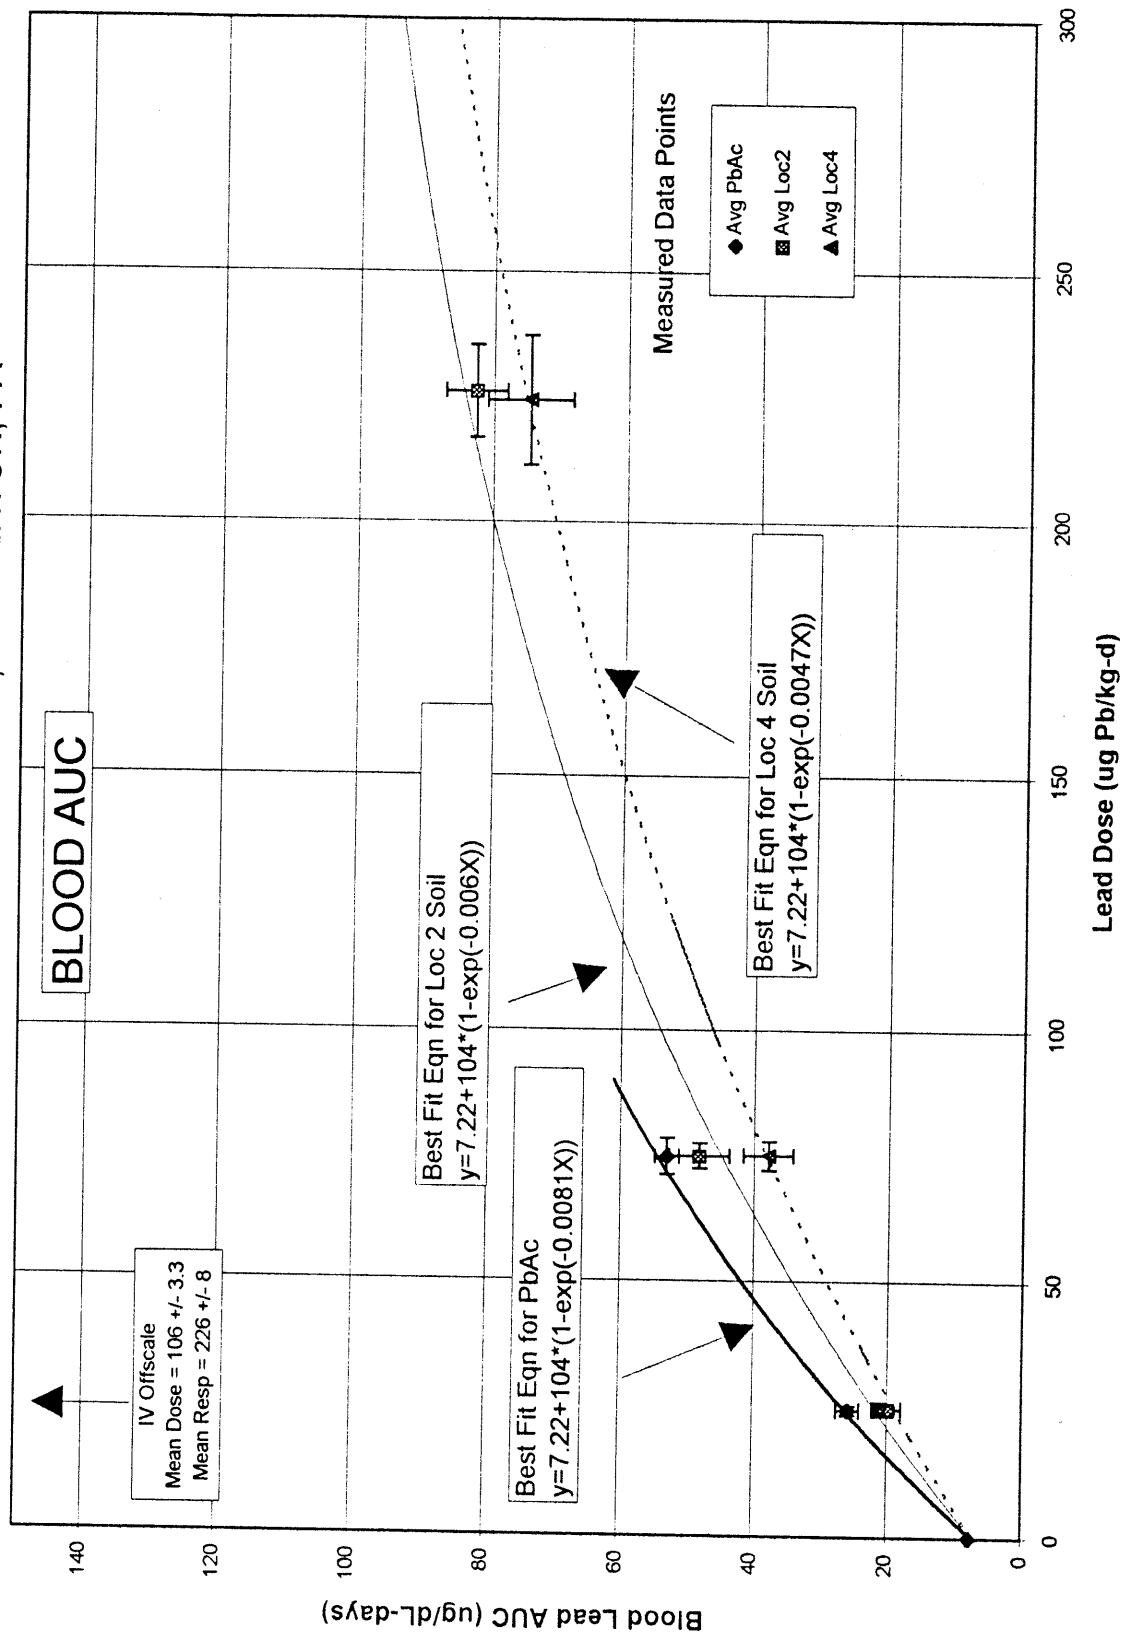 BLOOD AUC
IV Offscale
Mean Dose = 106 +/- 3.3
Mean Resp = 226 +/- 8
Best Fit Eqn for PbAc
y=7.22+104*(1-exp(-0.0081X))
Best Fit Eqn for Loc 2 Soil
y=7.22+104*(1-exp(-0.006X))
Best Fit Eqn for Loc 4 Soil
y=7.22+104*(1-exp(-0.0047X))
Measured Data Points
Avg PbAc
Avg Loc2
Avg Loc4
Blood Lead AUC (ug/dL-days)
140
120
100
80
60
40
20
0
0
50
100
150
200
250
300
Lead Dose (ug Pb/kg-d)